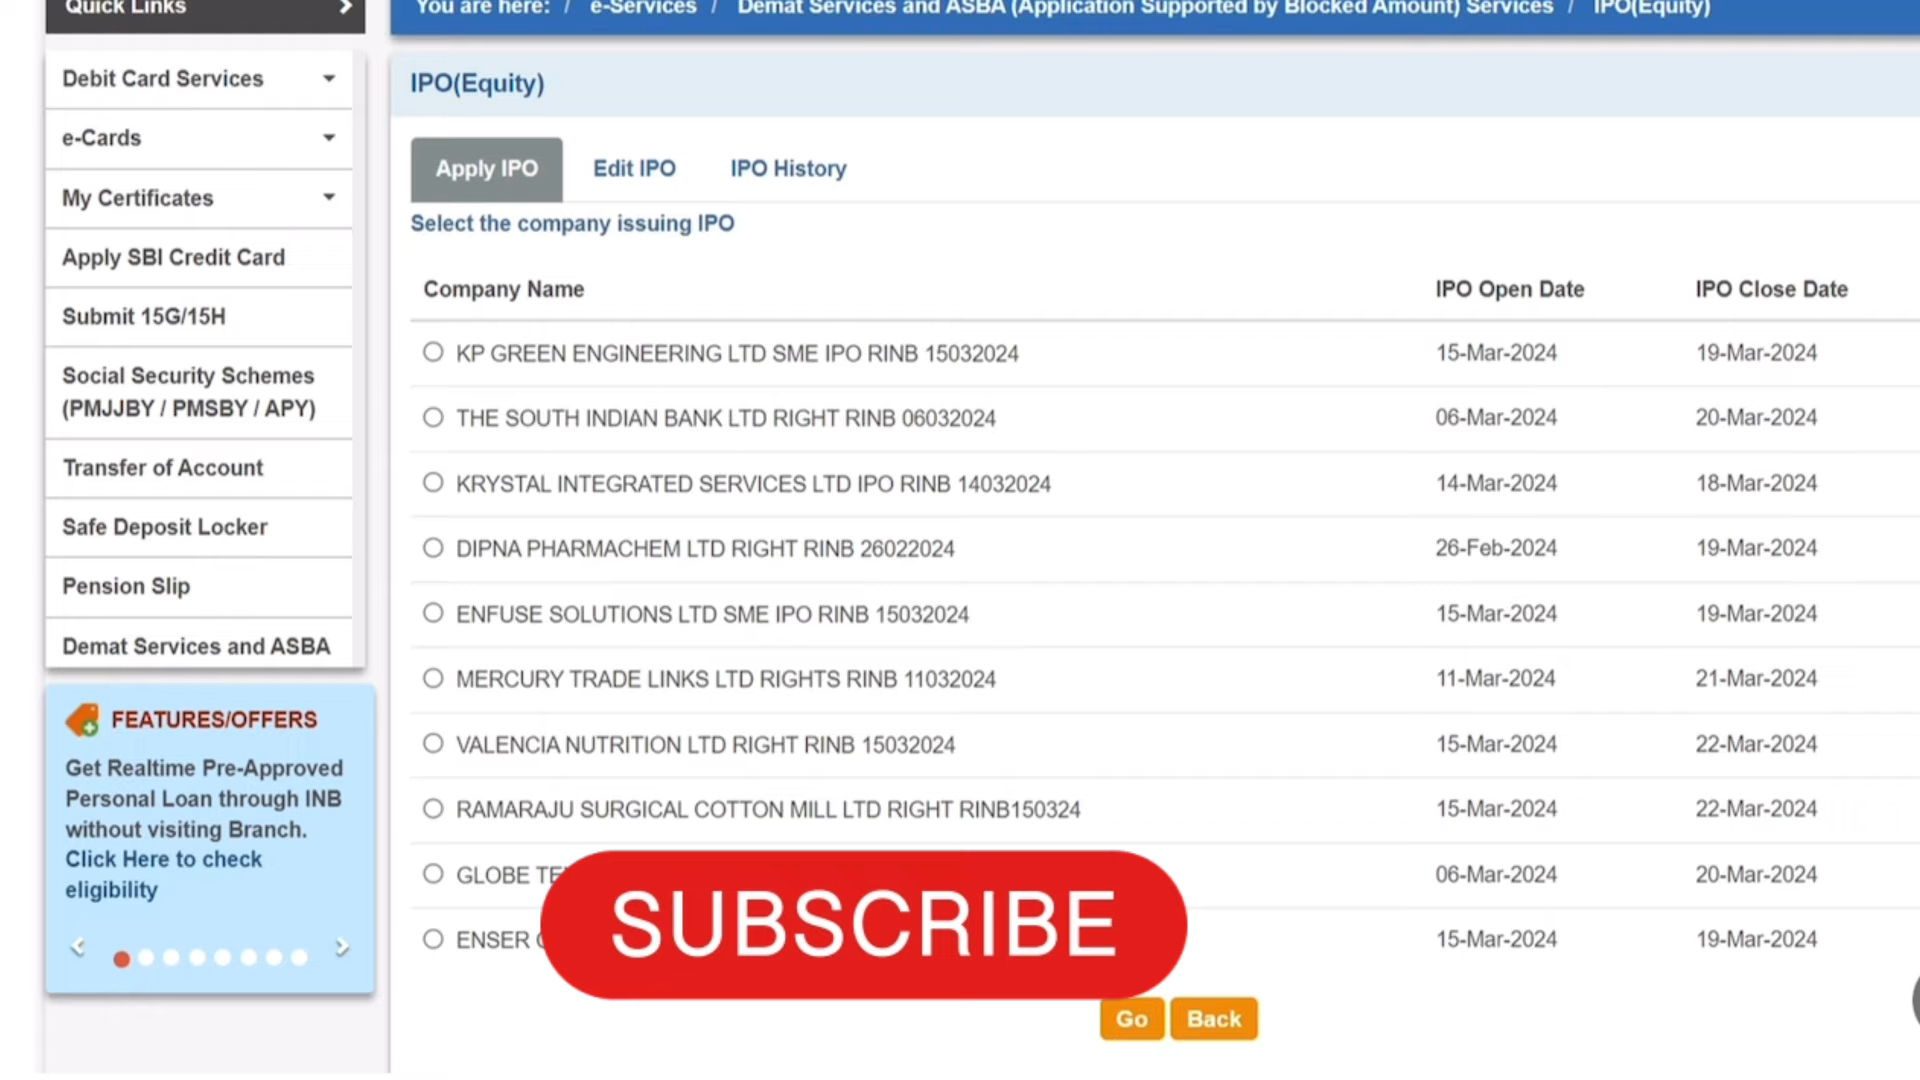 Quick Links
You are here: / e-Services / Demat Services and ASBA (Application Supported by Blocked Amount) Services / IPO(Equity)
Debit Card Services
e-Cards
My Certificates
Apply SBI Credit Card
Submit 15G/15H
Social Security Schemes
(PMJJBY / PMSBY / APY)
Transfer of Account
Safe Deposit Locker
Pension Slip
Demat Services and ASBA
FEATURES/OFFERS
Get Realtime Pre-Approved
Personal Loan through INB
without visiting Branch.
Click Here to check
eligibility
IPO(Equity)
Apply IPO Edit IPO IPO History
Select the company issuing IPO
Company Name IPO Open Date IPO Close Date
KP GREEN ENGINEERING LTD SME IPO RINB 15032024 15-Mar-2024 19-Mar-2024
THE SOUTH INDIAN BANK LTD RIGHT RINB 06032024 06-Mar-2024 20-Mar-2024
KRYSTAL INTEGRATED SERVICES LTD IPO RINB 14032024 14-Mar-2024 18-Mar-2024
DIPNA PHARMACHEM LTD RIGHT RINB 26022024 26-Feb-2024 19-Mar-2024
ENFUSE SOLUTIONS LTD SME IPO RINB 15032024 15-Mar-2024 19-Mar-2024
MERCURY TRADE LINKS LTD RIGHTS RINB 11032024 11-Mar-2024 21-Mar-2024
VALENCIA NUTRITION LTD RIGHT RINB 15032024 15-Mar-2024 22-Mar-2024
RAMARAJU SURGICAL COTTON MILL LTD RIGHT RINB150324 15-Mar-2024 22-Mar-2024
GLOBE 06-Mar-2024 20-Mar-2024
ENSER 15-Mar-2024 19-Mar-2024
SUBSCRIBE
Go Back